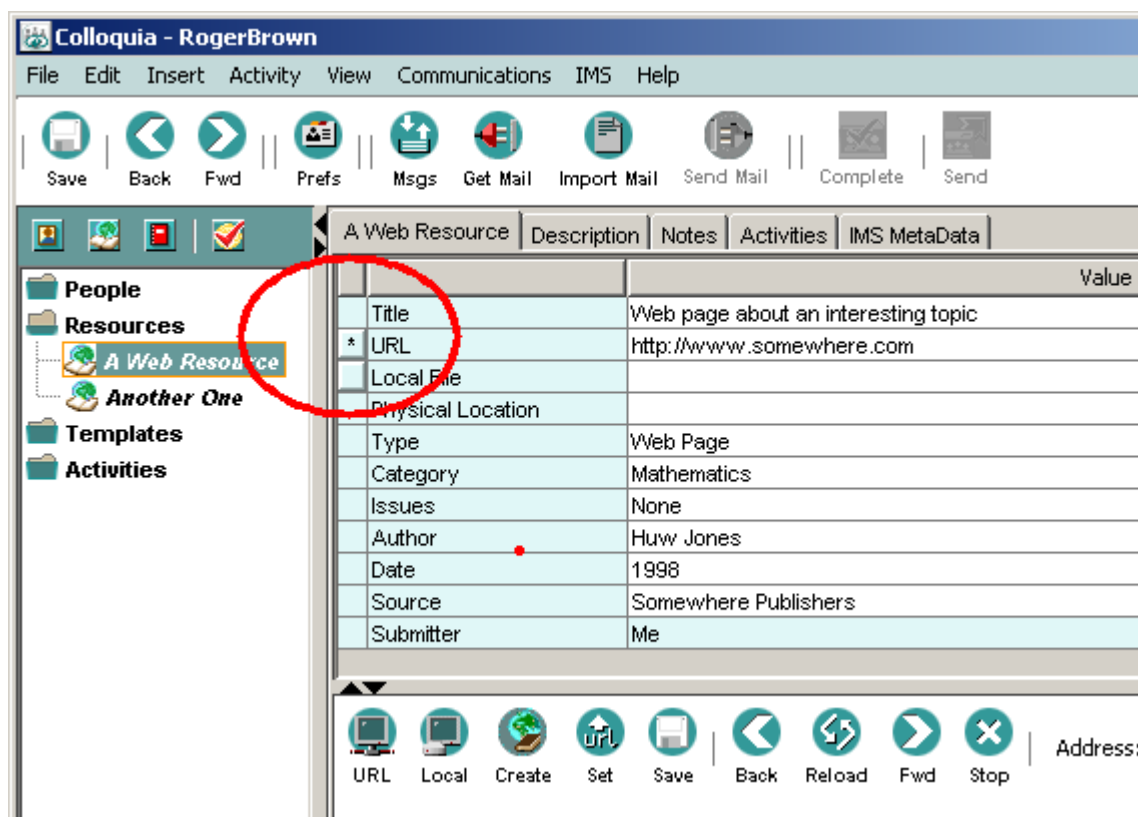 Colloquia - RogerBrown
File Edit Insert Activity View Communications IMS Help
Save Back Fwd Prefs Msgs Get Mail Import Mail Send Mail Complete Send
People
Resources
A Web Resource
Another One
Templates
Activities
A Web Resource Description Notes Activities IMS MetaData
Value
Title Web page about an interesting topic
* URL http://www.somewhere.com
Local File
Physical Location
Type Web Page
Category Mathematics
Issues None
Author Huw Jones
Date 1998
Source Somewhere Publishers
Submitter Me
url
URL Local Create Set Save Back Reload Fwd Stop Address: